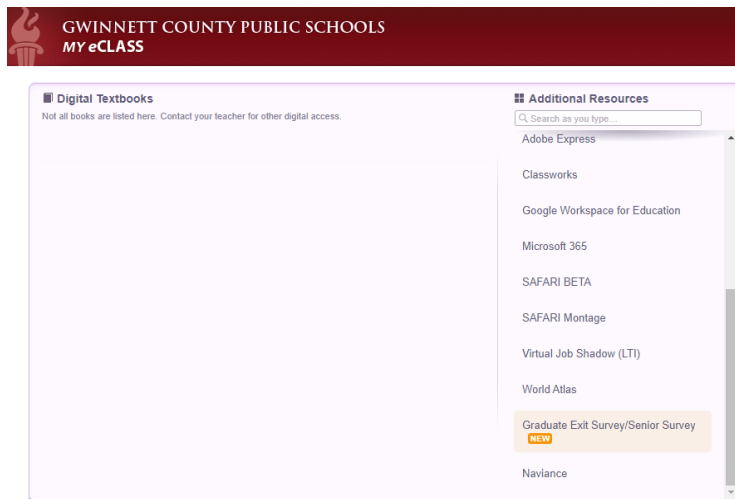 GWINNETT COUNTY PUBLIC SCHOOLS
MY eCLASS
Digital Textbooks
Not all books are listed here. Contact your teacher for other digital access.
Additional Resources
Search as you type...
Adobe Express
Classworks
Google Workspace for Education
Microsoft 365
SAFARI BETA
SAFARI Montage
Virtual Job Shadow (LTI)
World Atlas
Graduate Exit Survey/Senior Survey
NEW
Naviance